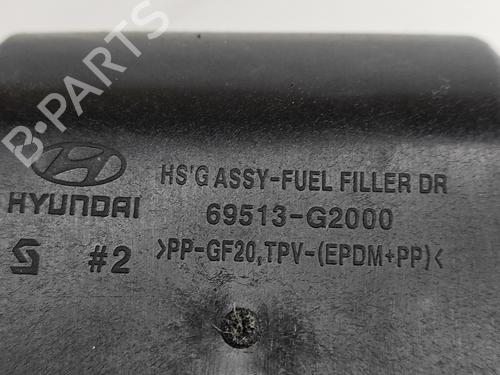 B-PARTS
HS'G ASSY-FUEL FILLER DR
HYUNDAI 69513-G2000
#2 >PP-GF20,TPV-(EPDM+PP)<